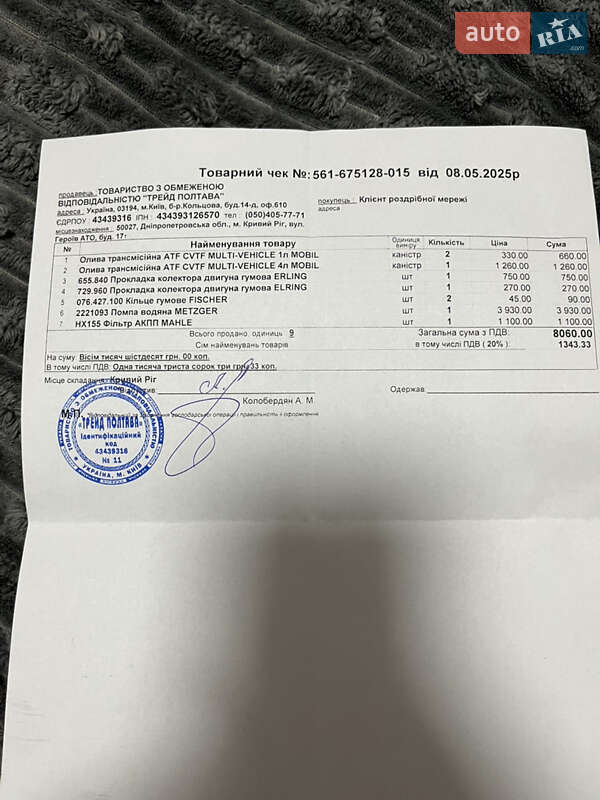 auto RIA .com
Товарний чек №: 561-675128-015 від 08.05.2025р
продавець ТОВАРИСТВО З ОБМЕЖЕНОЮ
ВІДПОВІДАЛЬНІСТЮ "ТРЕЙД ПОЛТАВА"
адреса Україна, 03194, м.Київ, б-р.Кольцова, буд.14-д, оф.610
ЄДРПОУ 43439316 ІПН: 434393126570 тел : (050)405-77-71
місцезнаходження 50027, Дніпропетровська обл., м. Кривий Ріг, вул.
Героїв АТО, буд. 17г
покупець : Клієнт роздрібної мережі
адреса
№ Найменування товару Одиниця виміру Кількість Ціна Сума
1 Олива трансмісійна ATF CVTF MULTI-VEHICLE 1л MOBIL каністр 2 330.00 660.00
2 Олива трансмісійна ATF CVTF MULTI-VEHICLE 4л MOBIL каністр 1 1 260.00 1 260.00
3 655.840 Прокладка колектора двигуна гумова ERLING шт 1 750.00 750.00
4 729.960 Прокладка колектора двигуна гумова ELRING шт 1 270.00 270.00
5 076.427.100 Кільце гумове FISCHER шт 2 45.00 90.00
6 2221093 Помпа водяна METZGER шт 1 3 930.00 3 930.00
7 HX155 Фільтр АКПП MAHLE шт 1 1 100.00 1 100.00
Всього продано, одиниць 9 Загальна сума з ПДВ: 8060.00
Сім найменувань товарів в тому числі ПДВ ( 20% ): 1343.33
На суму: Вісім тисяч шістдесят грн. 00 коп.
В тому числі ПДВ: Одна тисяча триста сорок три грн. 33 коп.
Місце складання: Кривий Ріг
Одержав
Колобердян А. М.
М.П.
господарської операції і правильність її оформлення
ТОВАРИСТВО З ОБМЕЖЕНОЮ ВІДПОВІДАЛЬНІСТЮ
«ТРЕЙД ПОЛТАВА»
Ідентифікаційний
код
43439316
№ 11
УКРАЇНА, М. КИЇВ